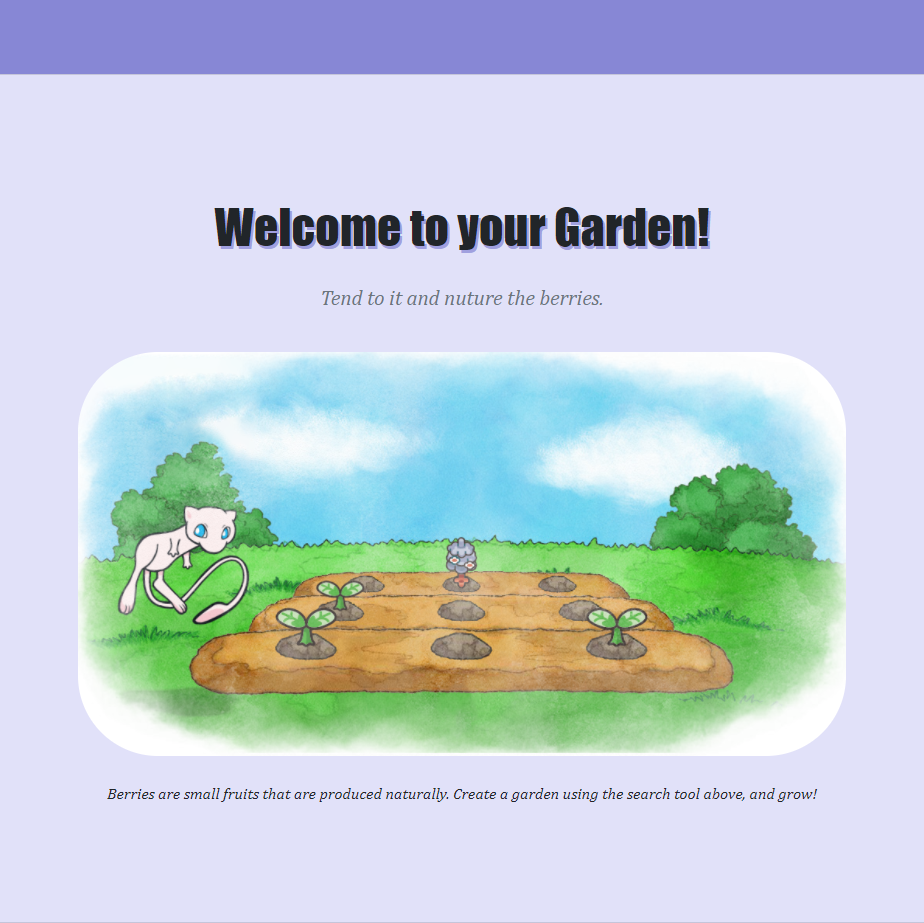 Welcome to your Garden!
Tend to it and nuture the berries.
Berries are small fruits that are produced naturally. Create a garden using the search tool above, and grow!